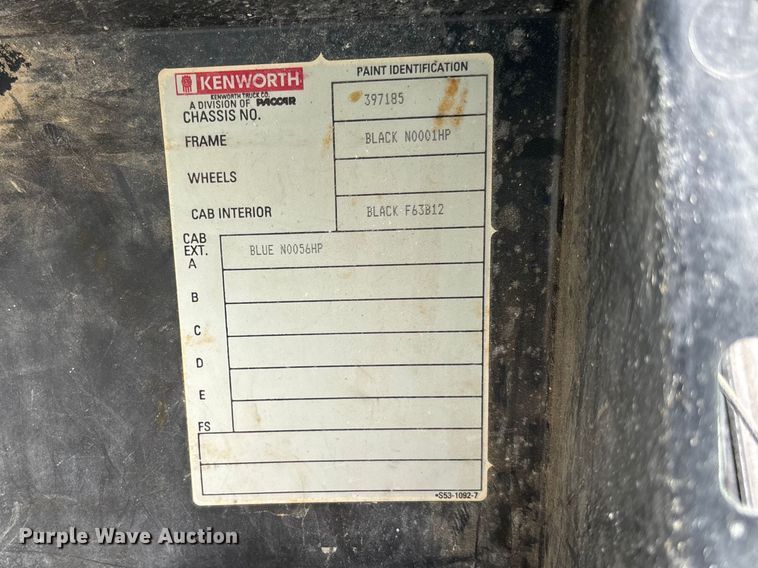 KENWORTH
PAINT IDENTIFICATION
KENWORTH TRUCK CO.
A DIVISION OF PACCAR
CHASSIS NO. 397185
FRAME BLACK N0001HP
WHEELS
CAB INTERIOR BLACK F63B12
CAB
EXT.
A BLUE N0056HP
B
C
D
E
FS
*S53-1092-7
Purple Wave Auction